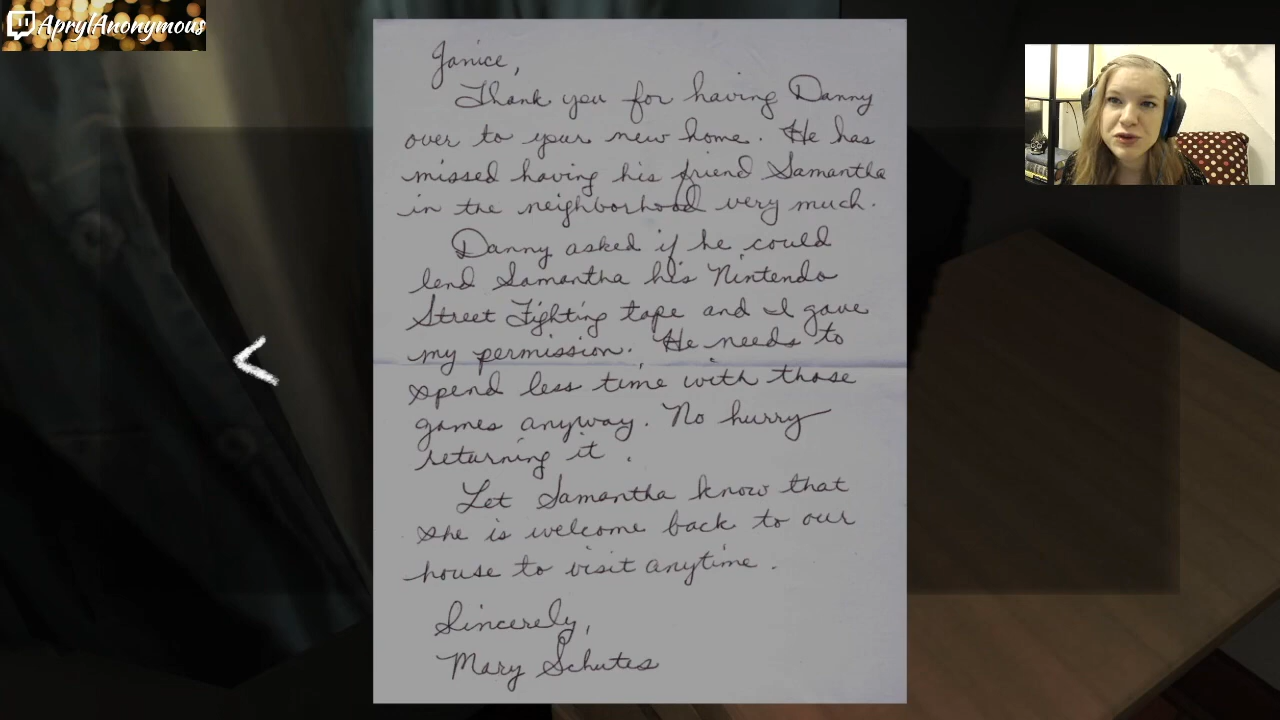 AprylAnonymous
Janice,
Thank you for having Danny
over to your new home. He has
missed having his friend Samantha
in the neighborhood very much.
Danny asked if he could
lend Samantha his Nintendo
Street Fighting tape and I gave
my permission. He needs to
spend less time with those
games anyway. No hurry
returning it.
Let Samantha know that
she is welcome back to our
house to visit anytime.
Sincerely,
Mary Schutes